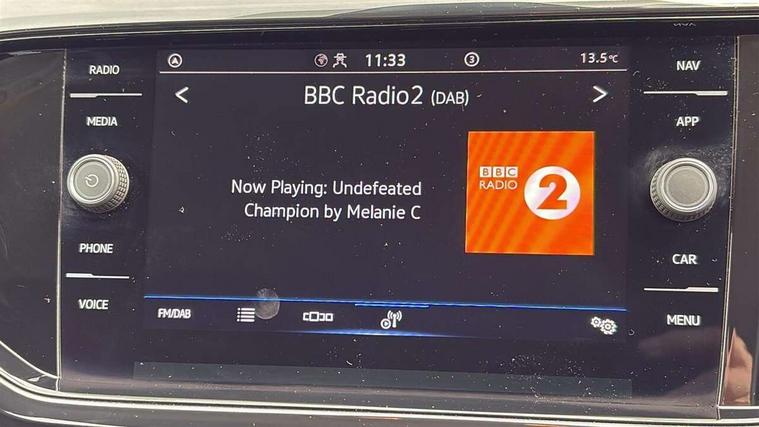 RADIO
MEDIA
PHONE
VOICE
11:33
3
13.5°C
BBC Radio2 (DAB)
Now Playing: Undefeated
Champion by Melanie C
BBC
RADIO
2
FM/DAB
NAV
APP
CAR
MENU